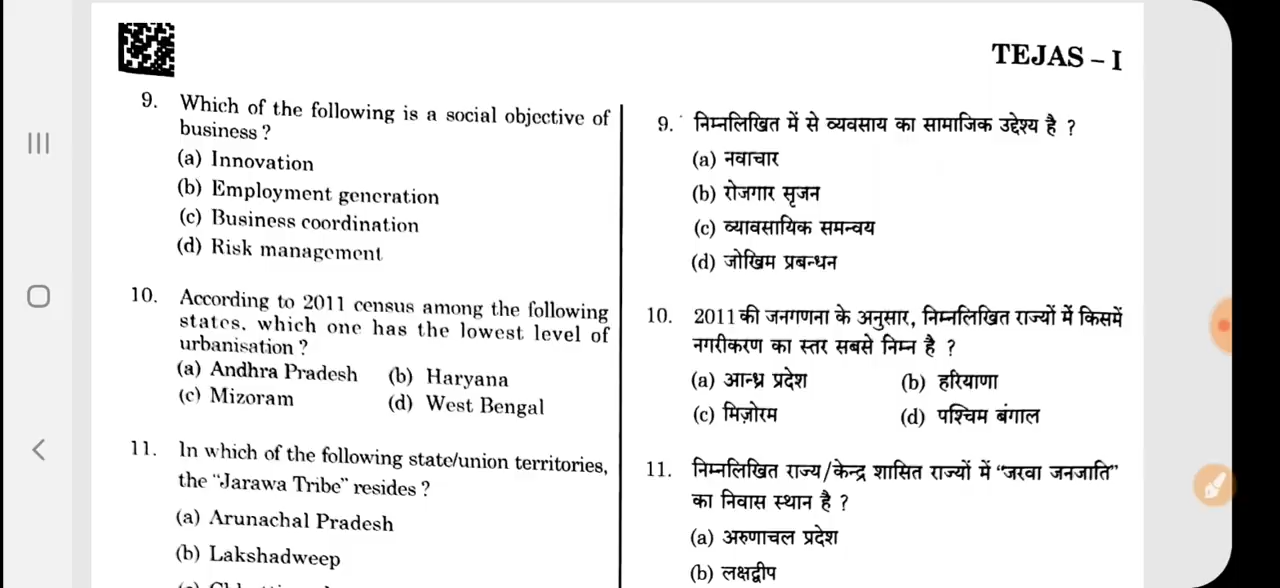 TEJAS – I
9. Which of the following is a social objective of
business ?
(a) Innovation
(b) Employment generation
(c) Business coordination
(d) Risk management
10. According to 2011 census among the following
states, which one has the lowest level of
urbanisation ?
(a) Andhra Pradesh (b) Haryana
(c) Mizoram (d) West Bengal
11. In which of the following state/union territories,
the “Jarawa Tribe” resides ?
(a) Arunachal Pradesh
(b) Lakshadweep
9. निम्नलिखित में से व्यवसाय का सामाजिक उद्देश्य है ?
(a) नवाचार
(b) रोजगार सृजन
(c) व्यावसायिक समन्वय
(d) जोखिम प्रबन्धन
10. 2011 की जनगणना के अनुसार, निम्नलिखित राज्यों में किसमें
नगरीकरण का स्तर सबसे निम्न है ?
(a) आन्ध्र प्रदेश (b) हरियाणा
(c) मिज़ोरम (d) पश्चिम बंगाल
11. निम्नलिखित राज्य/केन्द्र शासित राज्यों में “जरवा जनजाति”
का निवास स्थान है ?
(a) अरुणाचल प्रदेश
(b) लक्षद्वीप